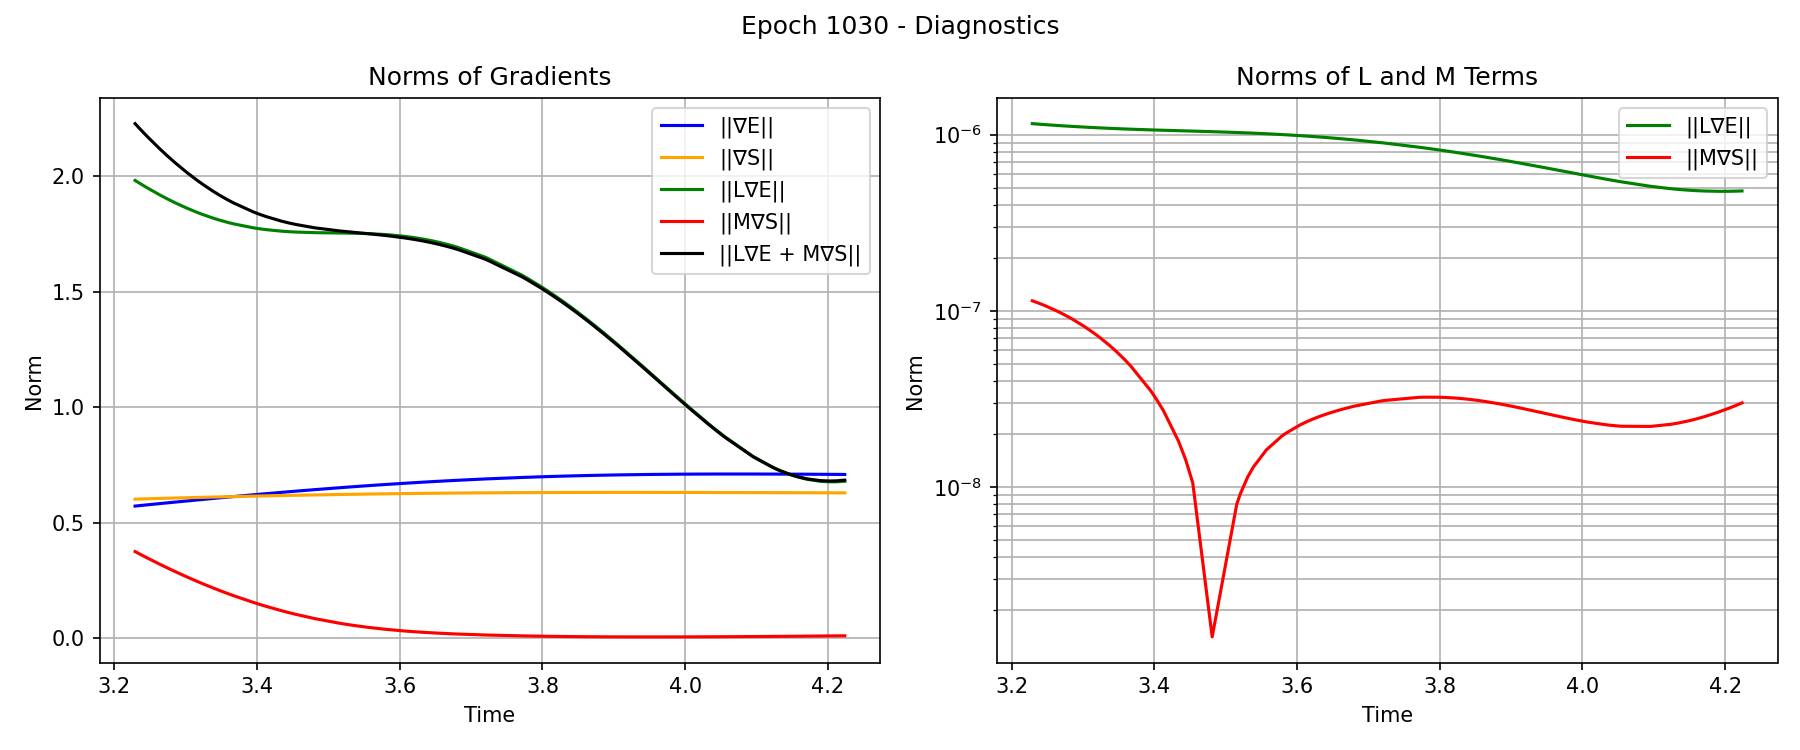 Epoch 1030 - Diagnostics
Norms of Gradients
Norm
2.0
1.5
1.0
0.5
0.0
3.2 3.4 3.6 3.8 4.0 4.2
Time
||∇E||
||∇S||
||L∇E||
||M∇S||
||L∇E + M∇S||
Norms of L and M Terms
Norm
10⁻⁶
10⁻⁷
10⁻⁸
3.2 3.4 3.6 3.8 4.0 4.2
Time
||L∇E||
||M∇S||